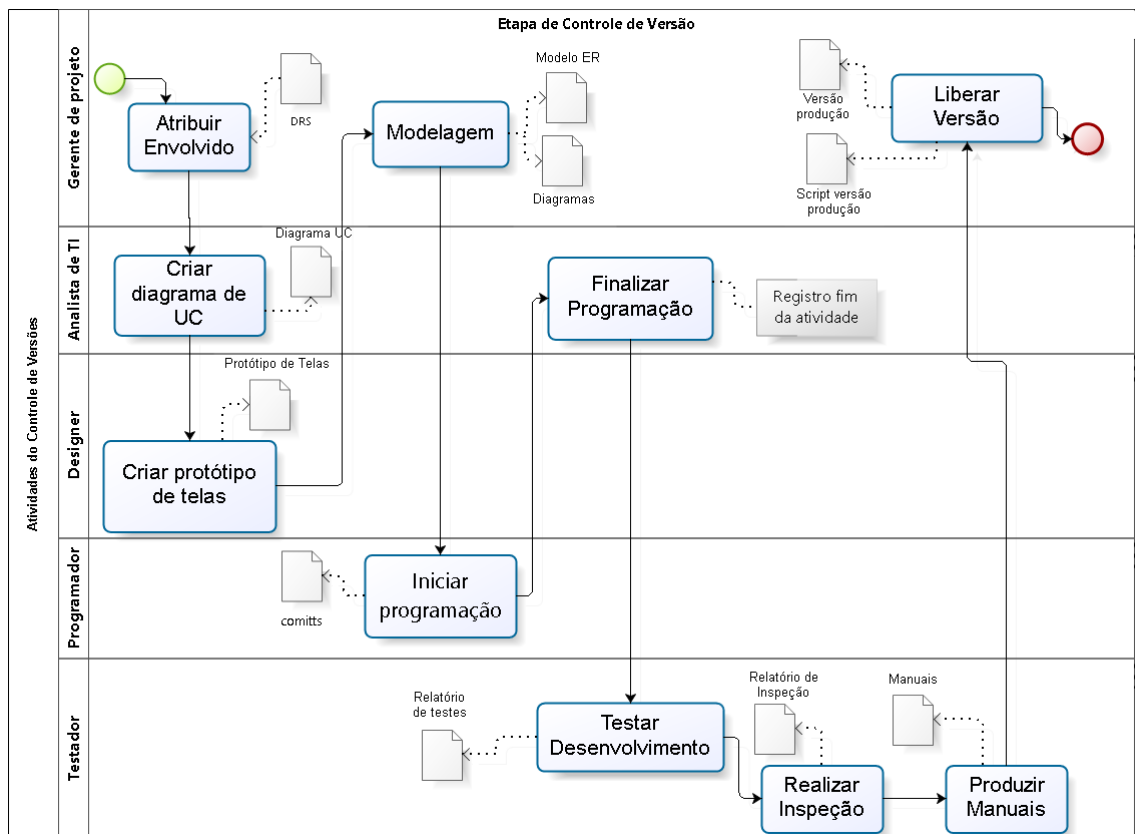 Etapa de Controle de Versão
Atividades do Controle de Versões
Gerente de projeto
Atribuir
Envolvido
DRS
Modelagem
Modelo ER
Diagramas
Versão
produção
Script versão
produção
Liberar
Versão
Analista de TI
Criar
diagrama de
UC
Diagrama UC
Finalizar
Programação
Registro fim
da atividade
Designer
Protótipo de Telas
Criar protótipo
de telas
Programador
comitts
Iniciar
programação
Testador
Relatório
de testes
Testar
Desenvolvimento
Relatório de
Inspeção
Realizar
Inspeção
Manuais
Produzir
Manuais